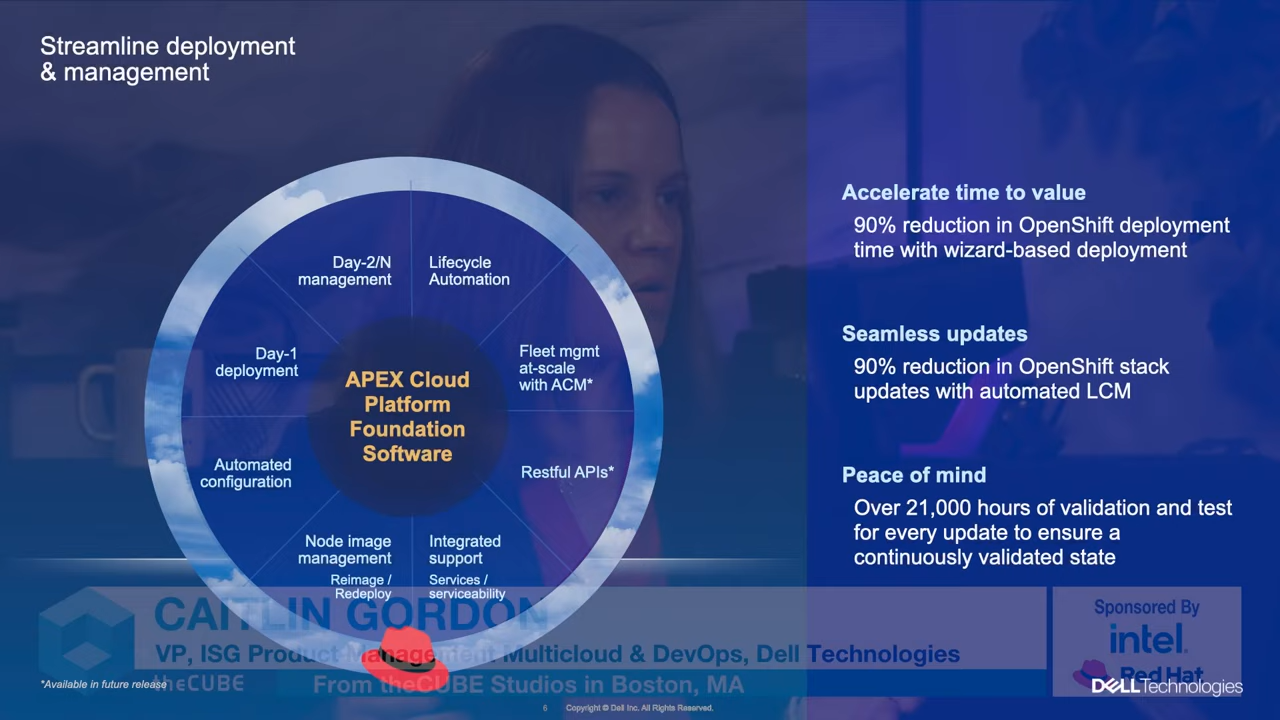 Streamline deployment
& management
Day-2/N
management
Lifecycle
Automation
Day-1
deployment
Fleet mgmt
at-scale
with ACM*
APEX Cloud
Platform
Foundation
Software
Automated
configuration
Restful APIs*
Node image
management
Reimage /
Redeploy
Integrated
support
Services /
serviceability
Accelerate time to value
90% reduction in OpenShift deployment
time with wizard-based deployment
Seamless updates
90% reduction in OpenShift stack
updates with automated LCM
Peace of mind
Over 21,000 hours of validation and test
for every update to ensure a
continuously validated state
CAITLIN GORDON
VP, ISG Product Management Multicloud & DevOps, Dell Technologies
theCUBE
From theCUBE Studios in Boston, MA
Sponsored By
intel.
Red Hat
DELL Technologies
*Available in future release
6 Copyright © Dell Inc. All Rights Reserved.